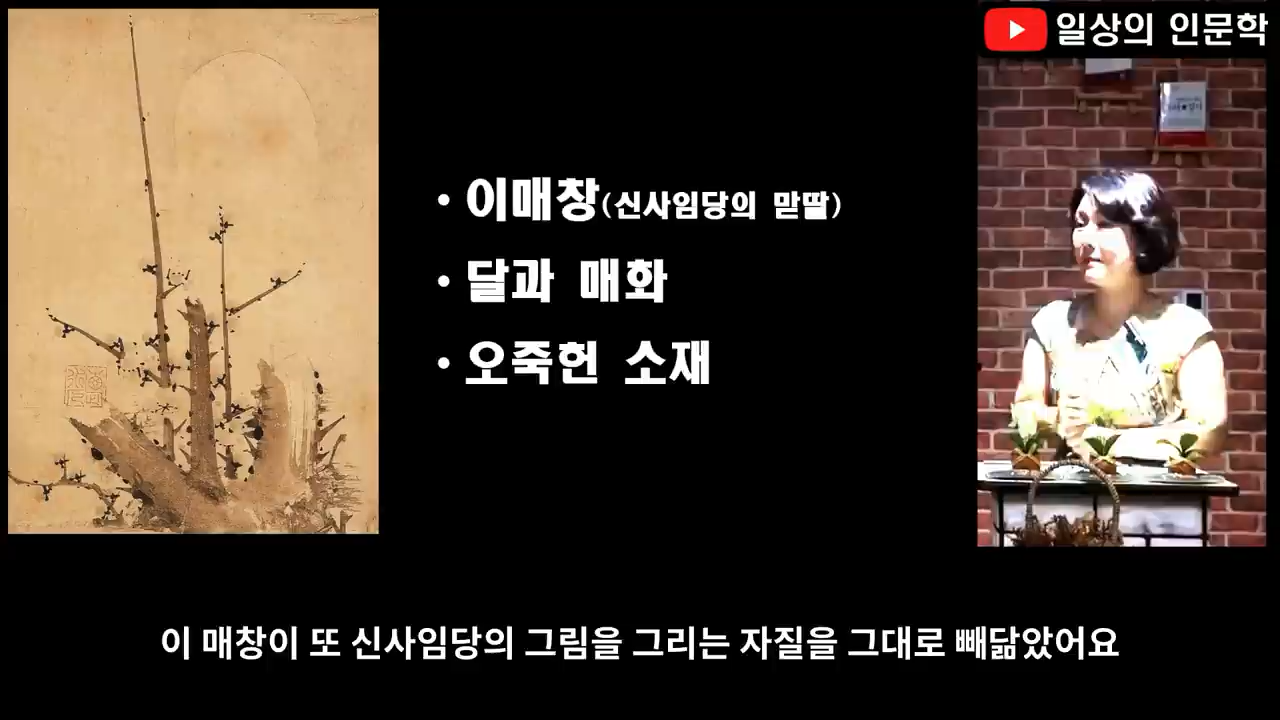 일상의 인문학
• 이매창(신사임당의 맏딸)
• 달과 매화
• 오죽헌 소재
이 매창이 또 신사임당의 그림을 그리는 자질을 그대로 빼닮았어요